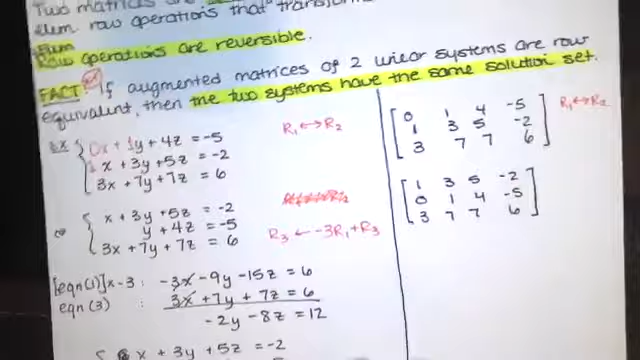 Two matrices are
elem. row operations that transform
elem
Row operations are reversible.
FACT: If augmented matrices of 2 linear systems are row
equivalent, then the two systems have the same solution set.
Ex { 0x + 1y + 4z = -5
1x + 3y + 5z = -2
3x + 7y + 7z = 6
R1 ↔ R2
⇔ { x + 3y + 5z = -2
y + 4z = -5
3x + 7y + 7z = 6
R3 ← -3R1 + R3
[eqn(1)] x -3 : -3x - 9y - 15z = 6
eqn (3) : 3x + 7y + 7z = 6
-2y - 8z = 12
{ x + 3y + 5z = -2
[ 0 1 4 -5
1 3 5 -2
3 7 7 6 ]
R1 ↔ R2
[ 1 3 5 -2
0 1 4 -5
3 7 7 6 ]